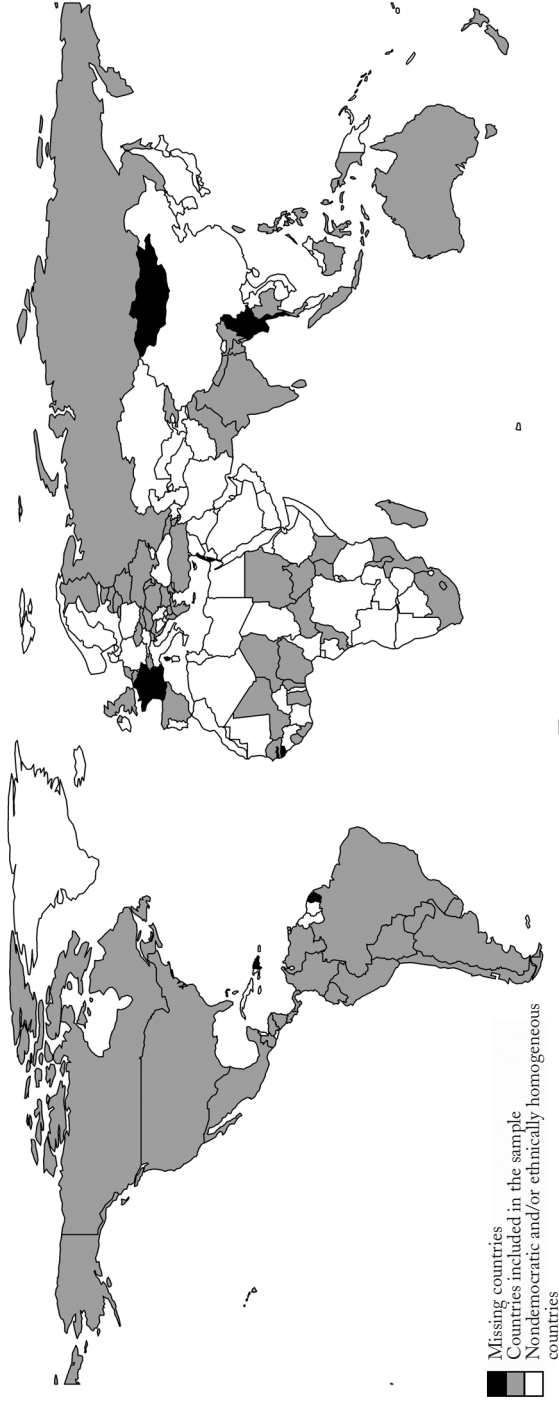 Missing countries
Countries included in the sample
Nondemocratic and/or ethnically homogeneous
countries